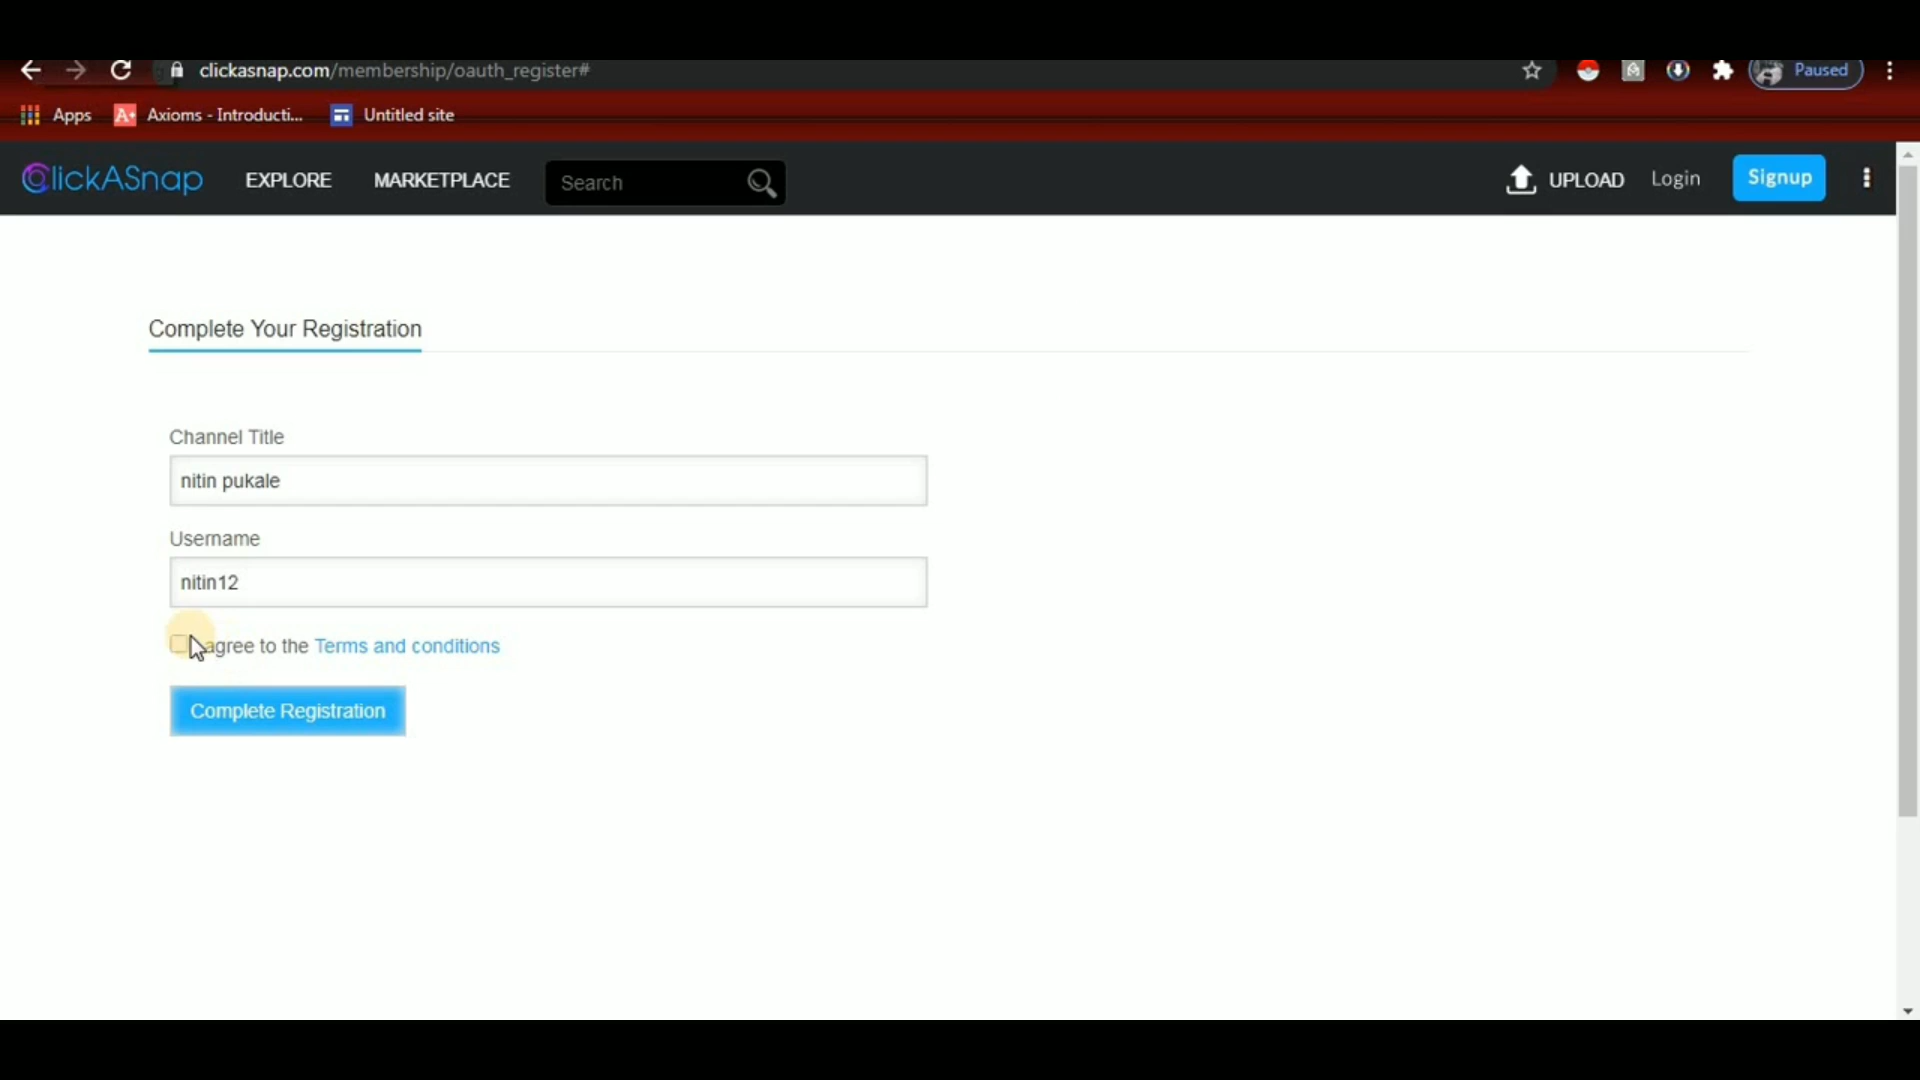 clickasnap.com/membership/oauth_register#
Paused
Apps
A+ Axioms - Introducti...
Untitled site
ClickASnap
EXPLORE
MARKETPLACE
Search
UPLOAD
Login
Signup
Complete Your Registration
Channel Title
nitin pukale
Username
nitin12
agree to the Terms and conditions
Complete Registration